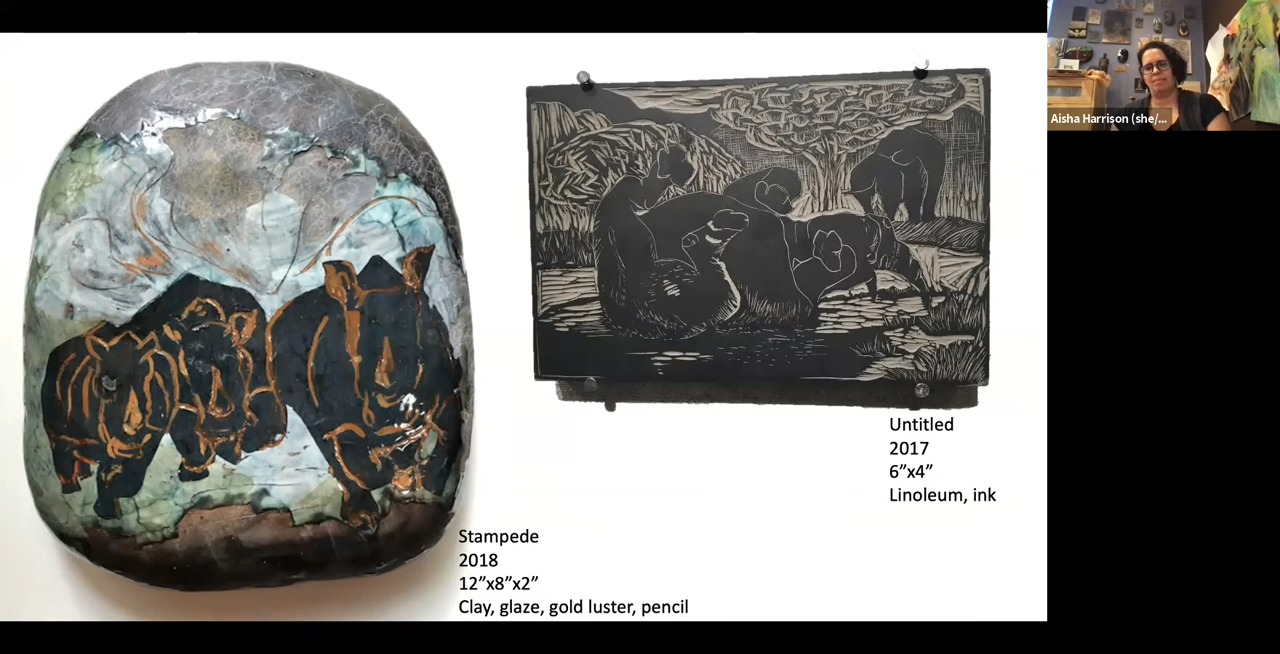 Aisha Harrison (she/...
Untitled
2017
6”x4”
Linoleum, ink
Stampede
2018
12”x8”x2”
Clay, glaze, gold luster, pencil